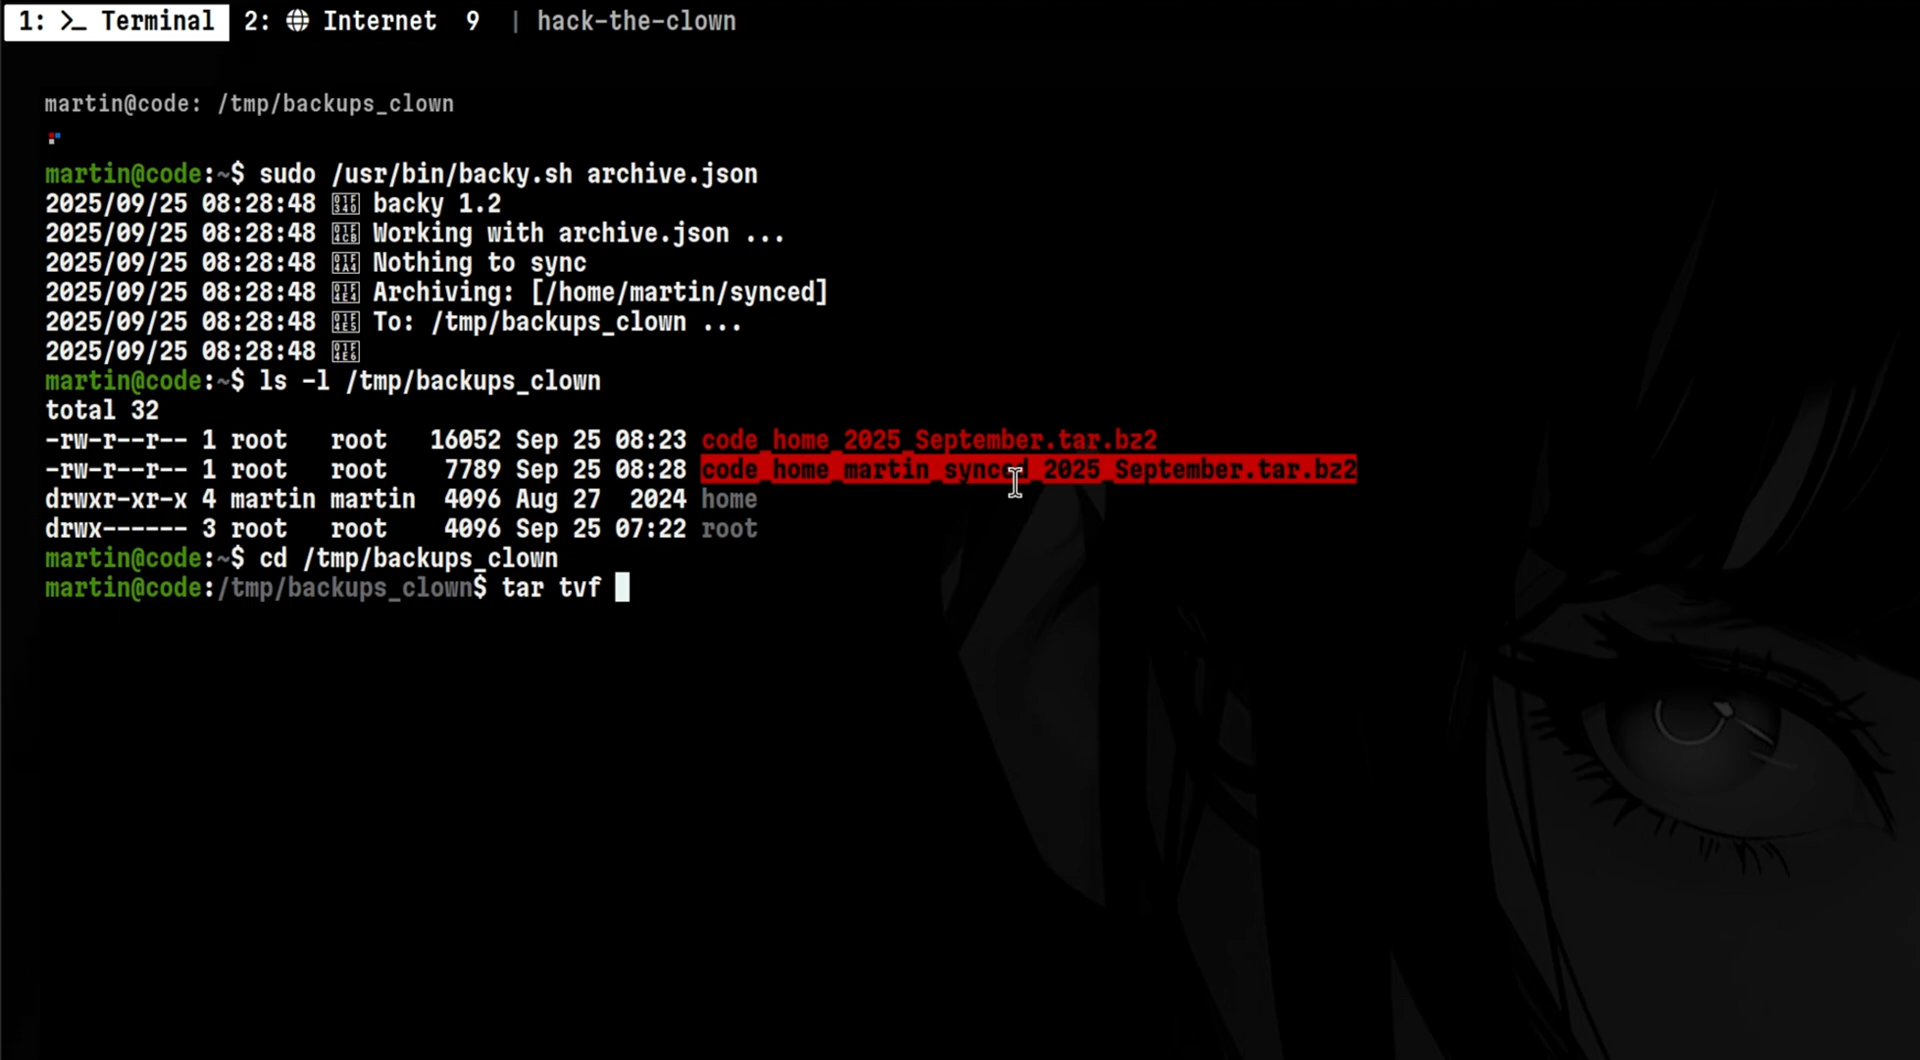 1: >_ Terminal 2: Internet 9 | hack-the-clown
martin@code: /tmp/backups_clown
martin@code:~$ sudo /usr/bin/backy.sh archive.json
2025/09/25 08:28:48 01F340 backy 1.2
2025/09/25 08:28:48 01F4CB Working with archive.json ...
2025/09/25 08:28:48 01F4A4 Nothing to sync
2025/09/25 08:28:48 01F4E4 Archiving: [/home/martin/synced]
2025/09/25 08:28:48 01F4E5 To: /tmp/backups_clown ...
2025/09/25 08:28:48 01F4E6
martin@code:~$ ls -l /tmp/backups_clown
total 32
-rw-r--r-- 1 root   root   16052 Sep 25 08:23 code_home_2025_September.tar.bz2
-rw-r--r-- 1 root   root    7789 Sep 25 08:28 code_home_martin_synced_2025_September.tar.bz2
drwxr-xr-x 4 martin martin  4096 Aug 27  2024 home
drwx------ 3 root   root    4096 Sep 25 07:22 root
martin@code:~$ cd /tmp/backups_clown
martin@code:/tmp/backups_clown$ tar tvf